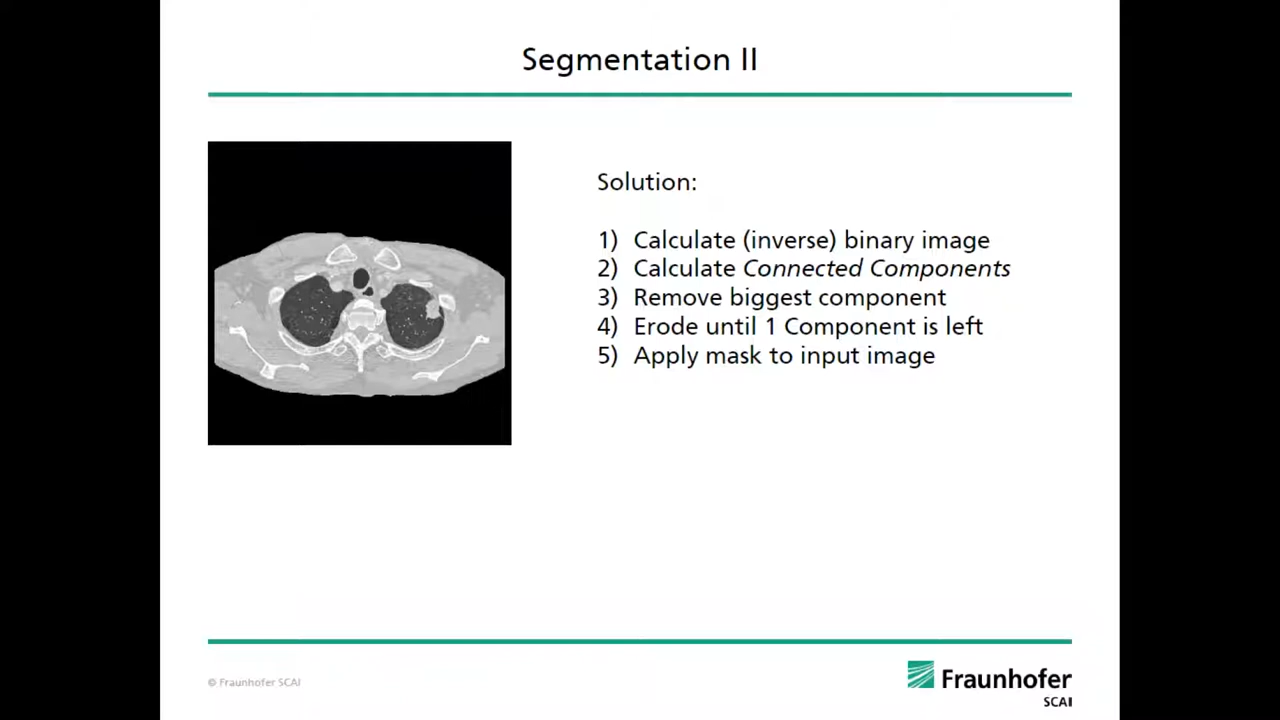 Segmentation II
Solution:
1) Calculate (inverse) binary image
2) Calculate Connected Components
3) Remove biggest component
4) Erode until 1 Component is left
5) Apply mask to input image
© Fraunhofer SCAI
Fraunhofer
SCAI